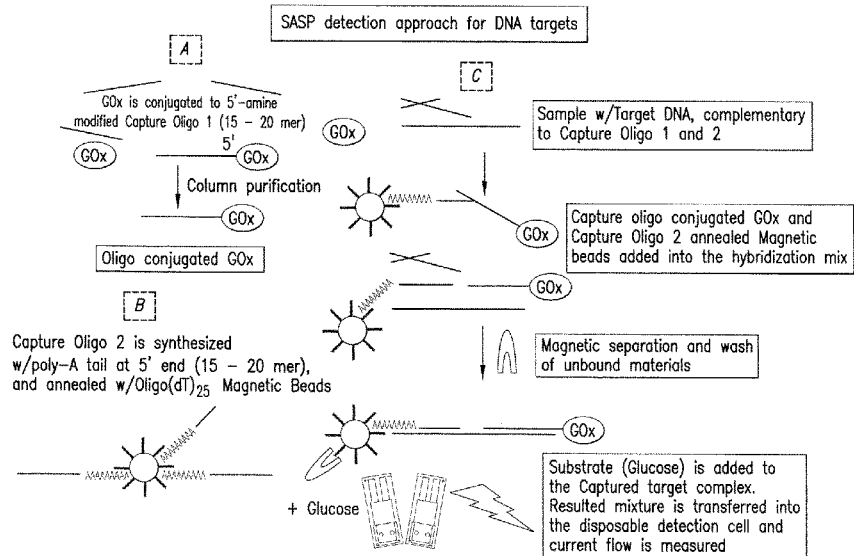 SASP detection approach for DNA targets
A
GOx is conjugated to 5'-amine
modified Capture Oligo 1 (15 - 20 mer)
5'
GOx
GOx
Column purification
GOx
Oligo conjugated GOx
B
Capture Oligo 2 is synthesized
w/poly-A tail at 5' end (15 - 20 mer),
and annealed w/Oligo(dT)25 Magnetic Beads
C
GOx
Sample w/Target DNA, complementary
to Capture Oligo 1 and 2
GOx
Capture oligo conjugated GOx and
Capture Oligo 2 annealed Magnetic
beads added into the hybridization mix
GOx
Magnetic separation and wash
of unbound materials
GOx
+ Glucose
Substrate (Glucose) is added to
the Captured target complex.
Resulted mixture is transferred into
the disposable detection cell and
current flow is measured